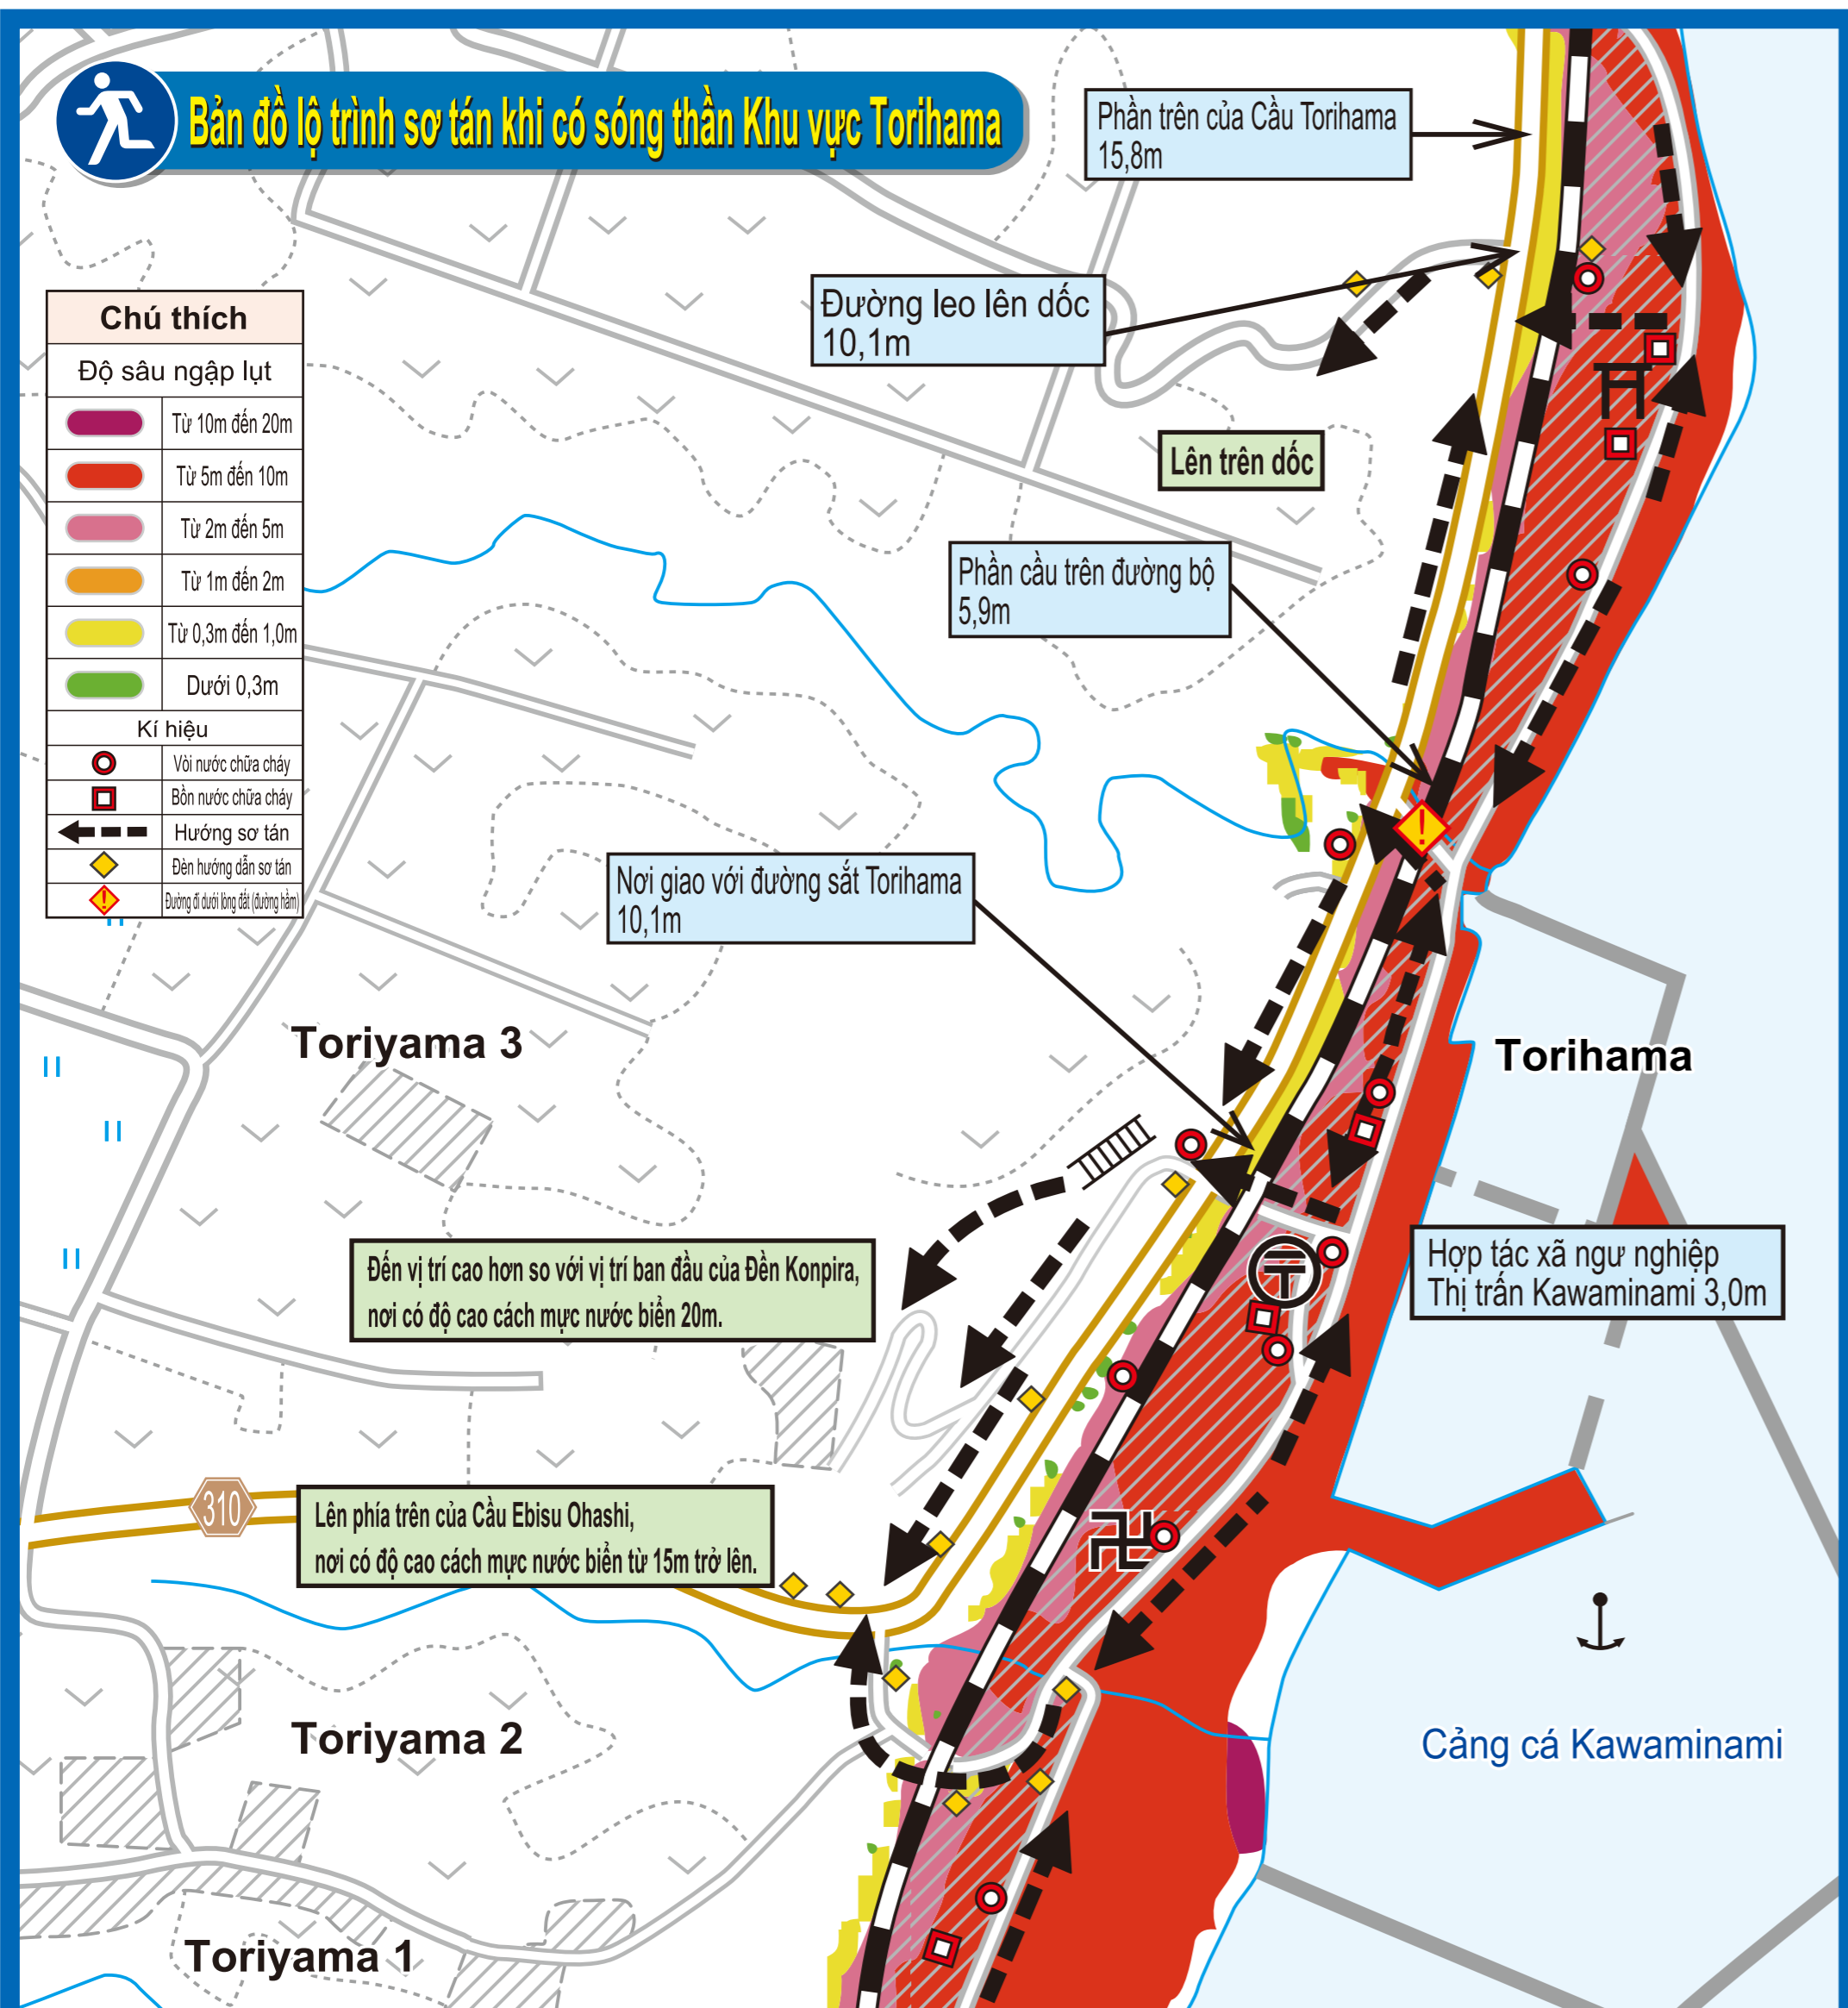 Bản đồ lộ trình sơ tán khi có sóng thần Khu vực Torihama
Phần trên của Cầu Torihama
15,8m
Đường leo lên dốc
10,1m
Chú thích
Độ sâu ngập lụt
Từ 10m đến 20m
Từ 5m đến 10m
Từ 2m đến 5m
Từ 1m đến 2m
Từ 0,3m đến 1,0m
Dưới 0,3m
Kí hiệu
Vòi nước chữa cháy
Bồn nước chữa cháy
Hướng sơ tán
Đèn hướng dẫn sơ tán
Đường đi dưới lòng đất (đường hầm)
Lên trên dốc
Phần cầu trên đường bộ
5,9m
Nơi giao với đường sắt Torihama
10,1m
Toriyama 3
Torihama
Đến vị trí cao hơn so với vị trí ban đầu của Đền Konpira,
nơi có độ cao cách mực nước biển 20m.
Hợp tác xã ngư nghiệp
Thị trấn Kawaminami 3,0m
310
Lên phía trên của Cầu Ebisu Ohashi,
nơi có độ cao cách mực nước biển từ 15m trở lên.
Toriyama 2
Cảng cá Kawaminami
Toriyama 1